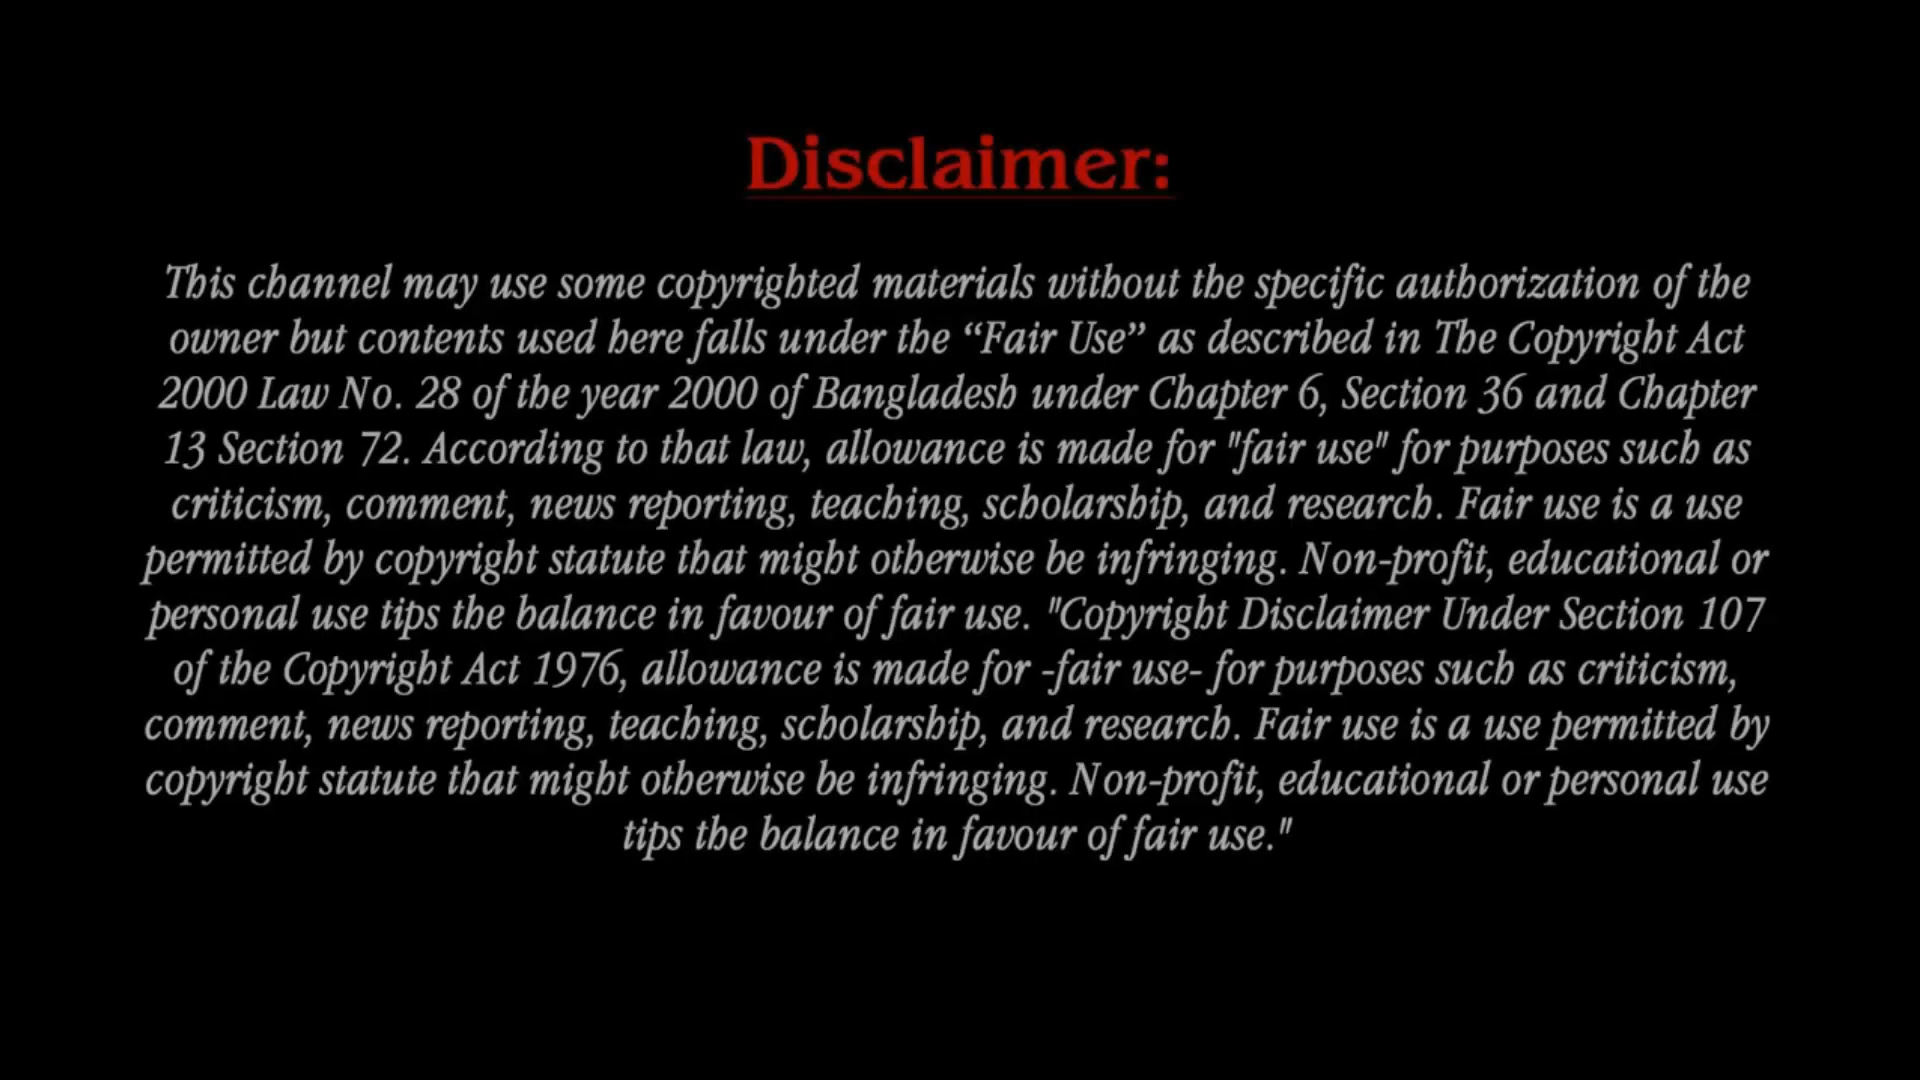 Disclaimer:
This channel may use some copyrighted materials without the specific authorization of the
owner but contents used here falls under the “Fair Use” as described in The Copyright Act
2000 Law No. 28 of the year 2000 of Bangladesh under Chapter 6, Section 36 and Chapter
13 Section 72. According to that law, allowance is made for "fair use" for purposes such as
criticism, comment, news reporting, teaching, scholarship, and research. Fair use is a use
permitted by copyright statute that might otherwise be infringing. Non-profit, educational or
personal use tips the balance in favour of fair use. "Copyright Disclaimer Under Section 107
of the Copyright Act 1976, allowance is made for -fair use- for purposes such as criticism,
comment, news reporting, teaching, scholarship, and research. Fair use is a use permitted by
copyright statute that might otherwise be infringing. Non-profit, educational or personal use
tips the balance in favour of fair use."